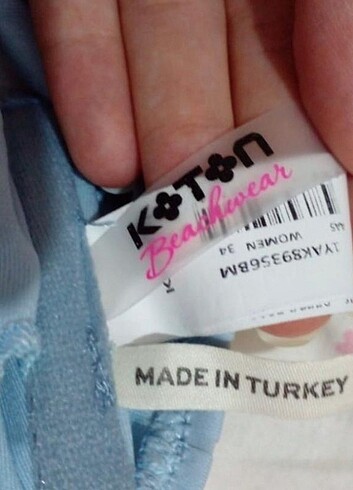 KOTON
Beachwear
1YAK89356BM
WOMEN 34
MADE IN TURKEY